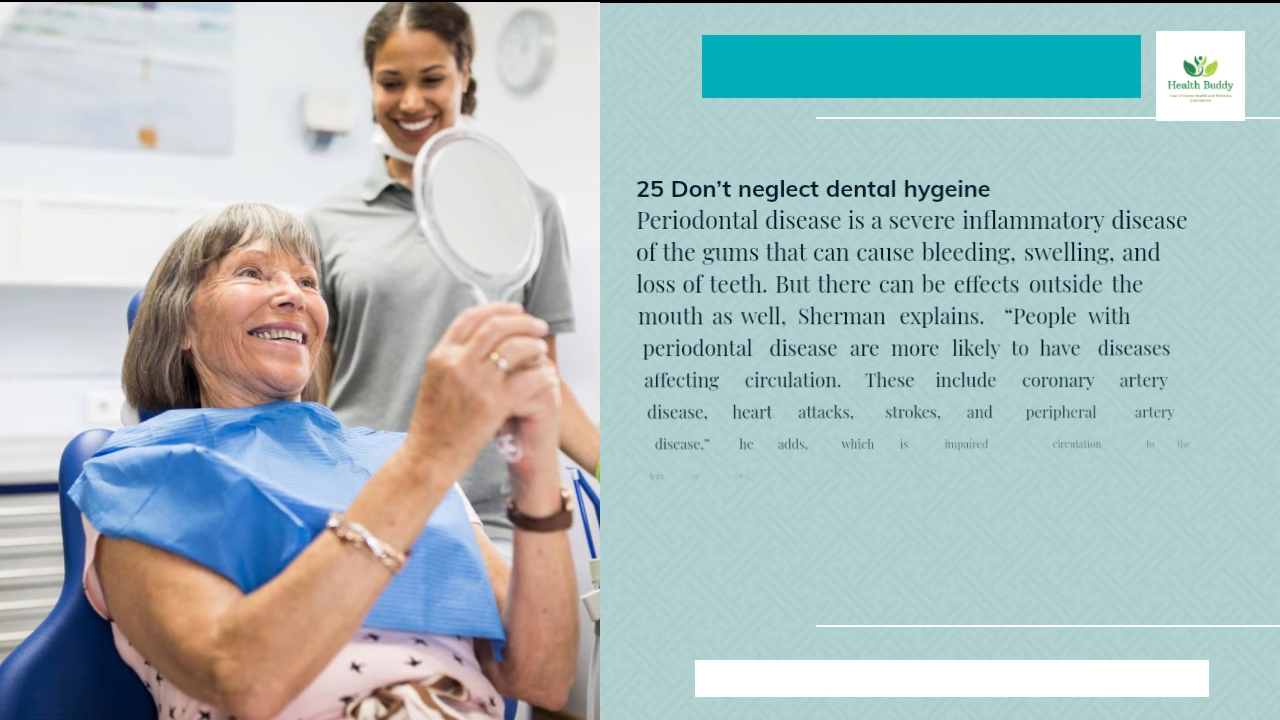 Health Buddy
25 Don’t neglect dental hygeine
Periodontal disease is a severe inflammatory disease
of the gums that can cause bleeding, swelling, and
loss of teeth. But there can be effects outside the
mouth as well, Sherman explains. “People with
periodontal disease are more likely to have diseases
affecting circulation. These include coronary artery
disease, heart attacks, strokes, and peripheral artery
disease,” he adds, which is impaired circulation to the